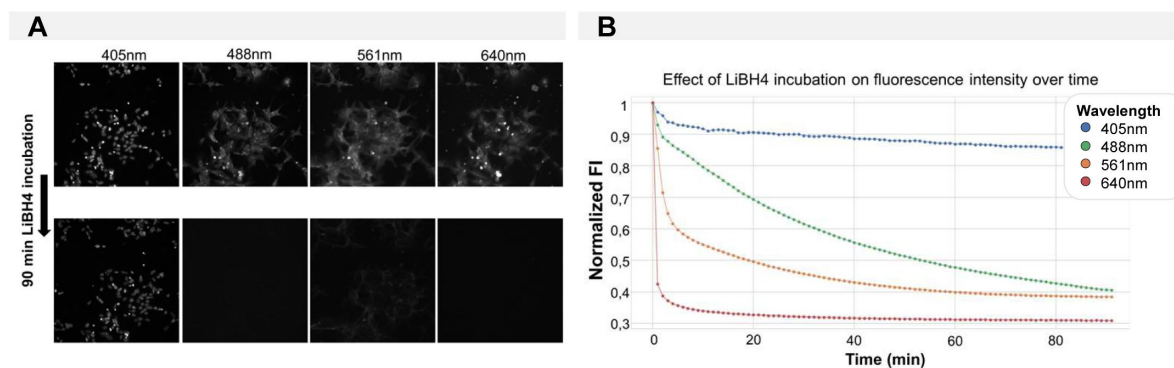 A
B
405nm 488nm 561nm 640nm
90 min LiBH4 incubation
Effect of LiBH4 incubation on fluorescence intensity over time
Normalized FI
1
0,9
0,8
0,7
0,6
0,5
0,4
0,3
0 20 40 60 80
Time (min)
Wavelength
405nm
488nm
561nm
640nm